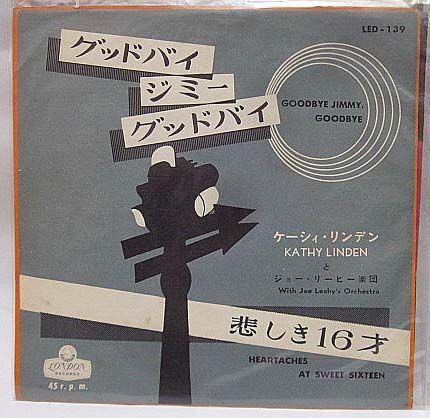 LED-139
グッドバイ
ジミー
グッドバイ
GOODBYE JIMMY,
GOODBYE
ケーシィ・リンデン
KATHY LINDEN
と
ジョー・リーヒー楽団
With Joe Leahy's Orchestra
悲しき16才
HEARTACHES
AT SWEET SIXTEEN
LONDON
45 r.p.m.